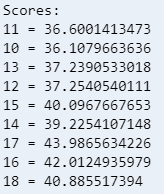 Scores:
11 = 36.6001413473
10 = 36.1079663636
13 = 37.2390533018
12 = 37.2540540111
15 = 40.0967667653
14 = 39.2254107148
17 = 43.9865634226
16 = 42.0124935979
18 = 40.885517394